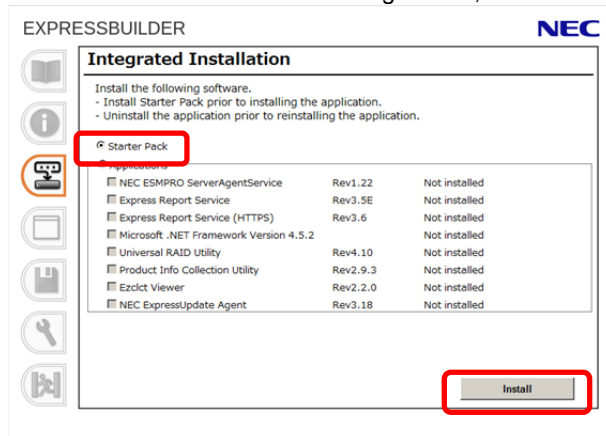 EXPRESSBUILDER NEC
Integrated Installation
Install the following software.
- Install Starter Pack prior to installing the application.
- Uninstall the application prior to reinstalling the application.
Starter Pack
Applications
NEC ESMPRO ServerAgentService Rev1.22 Not installed
Express Report Service Rev3.5E Not installed
Express Report Service (HTTPS) Rev3.6 Not installed
Microsoft .NET Framework Version 4.5.2 Not installed
Universal RAID Utility Rev4.10 Not installed
Product Info Collection Utility Rev2.9.3 Not installed
Ezclct Viewer Rev2.2.0 Not installed
NEC ExpressUpdate Agent Rev3.18 Not installed
Install